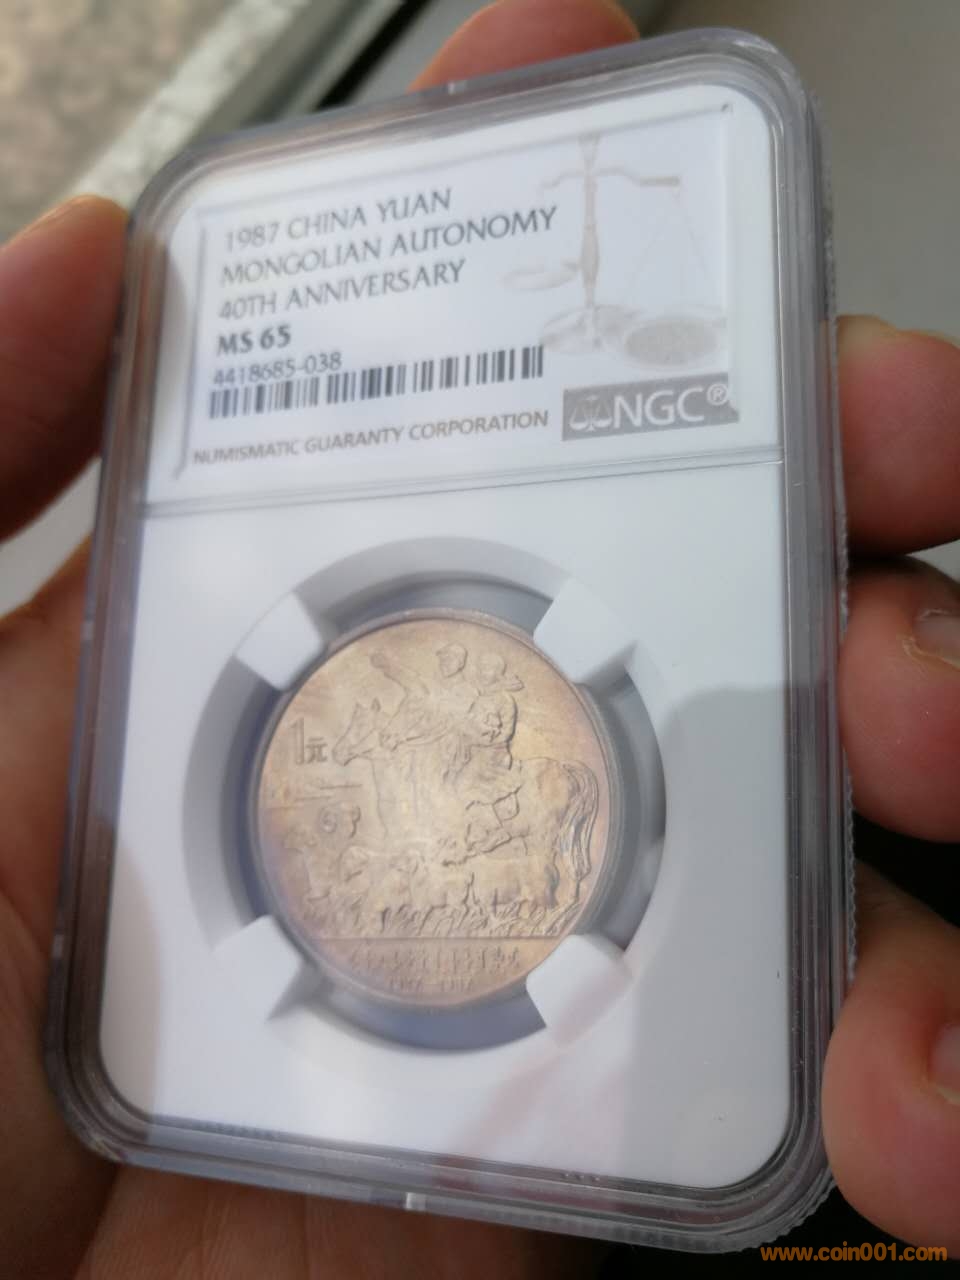 1987 CHINA YUAN
MONGOLIAN AUTONOMY
40TH ANNIVERSARY
MS 65
4418685-038
NGC®
NUMISMATIC GUARANTY CORPORATION
1元
www.coin001.com